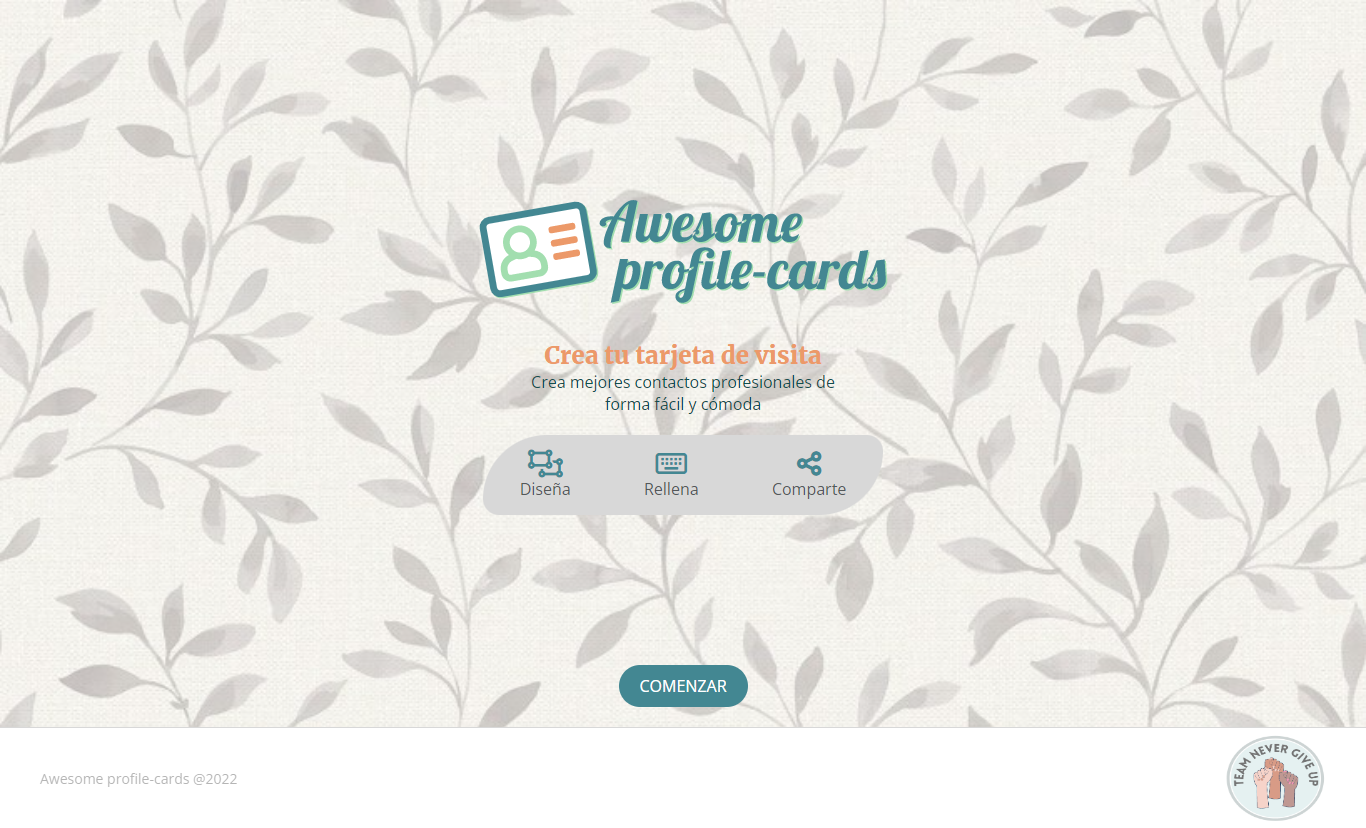 Awesome
profile-cards
Crea tu tarjeta de visita
Crea mejores contactos profesionales de
forma fácil y cómoda
Diseña
Rellena
Comparte
COMENZAR
Awesome profile-cards @2022
TEAM NEVER GIVE UP